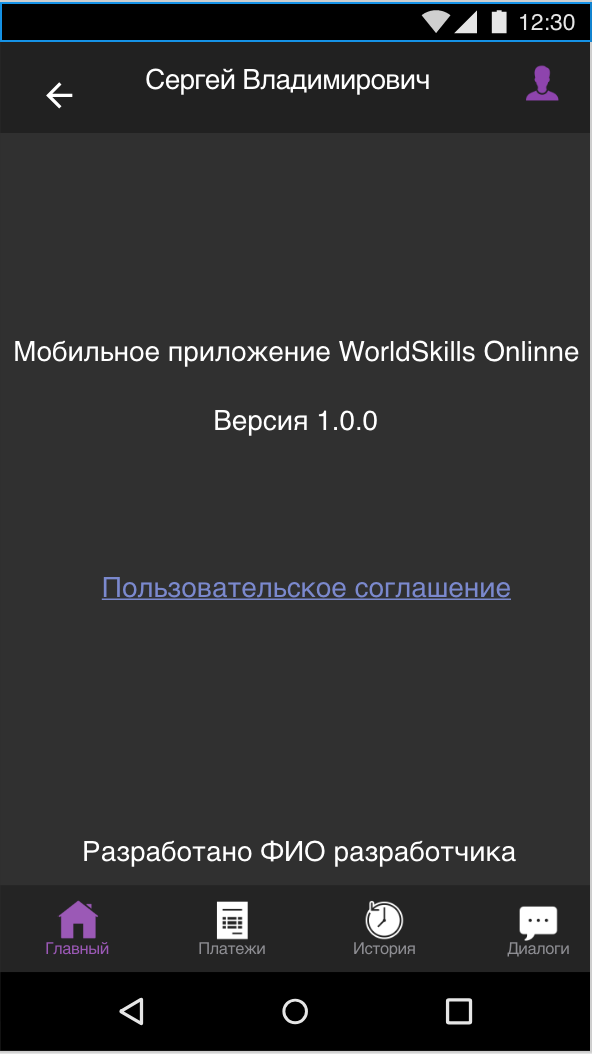 12:30
Сергей Владимирович
Мобильное приложение WorldSkills Onlinne
Версия 1.0.0
Пользовательское соглашение
Разработано ФИО разработчика
Главный Платежи История Диалоги